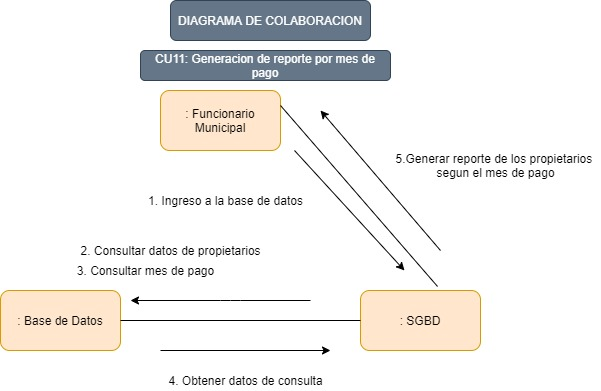 DIAGRAMA DE COLABORACION
CU11: Generacion de reporte por mes de
pago
: Funcionario
Municipal
5.Generar reporte de los propietarios
segun el mes de pago
1. Ingreso a la base de datos
2. Consultar datos de propietarios
3. Consultar mes de pago
: Base de Datos
: SGBD
4. Obtener datos de consulta